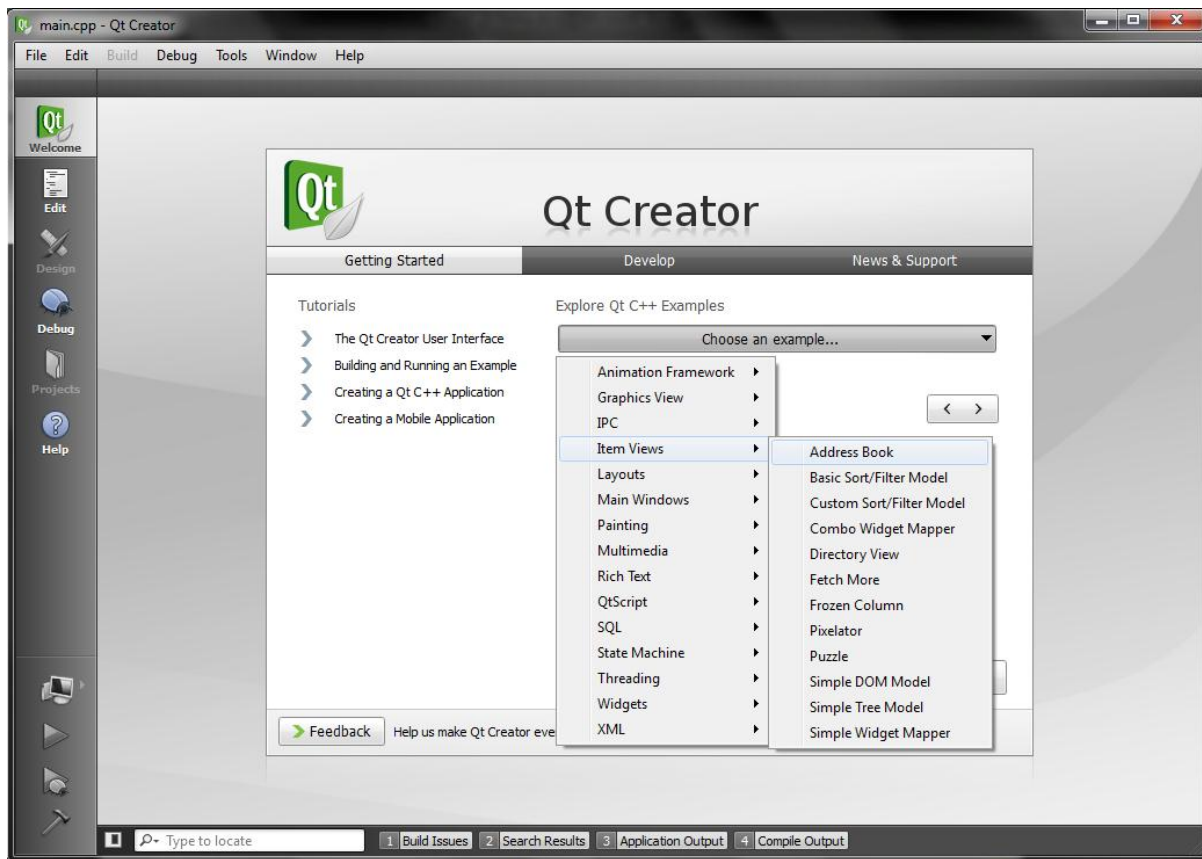 main.cpp - Qt Creator
File Edit Build Debug Tools Window Help
Qt
Welcome
Edit
Design
Debug
Projects
Help
Qt
Qt Creator
Getting Started Develop News & Support
Tutorials
The Qt Creator User Interface
Building and Running an Example
Creating a Qt C++ Application
Creating a Mobile Application
Explore Qt C++ Examples
Choose an example...
Animation Framework
Graphics View
IPC
Item Views
Layouts
Main Windows
Painting
Multimedia
Rich Text
QtScript
SQL
State Machine
Threading
Widgets
XML
Address Book
Basic Sort/Filter Model
Custom Sort/Filter Model
Combo Widget Mapper
Directory View
Fetch More
Frozen Column
Pixelator
Puzzle
Simple DOM Model
Simple Tree Model
Simple Widget Mapper
Feedback Help us make Qt Creator eve
Type to locate 1 Build Issues 2 Search Results 3 Application Output 4 Compile Output